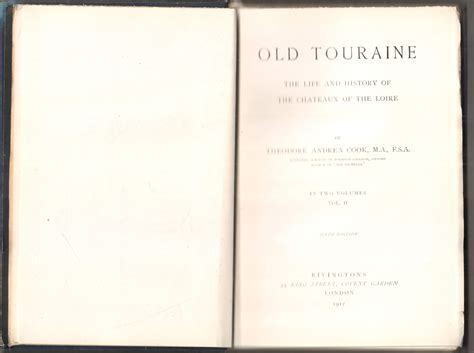 OLD TOURAINE
THE LIFE AND HISTORY OF
THE CHATEAUX OF THE LOIRE
BY
THEODORE ANDREA COOK, M.A., F.S.A.
IN TWO VOLUMES
VOL. II
EDITION
RIVINGTONS
34 KING STREET, COVENT GARDEN
LONDON